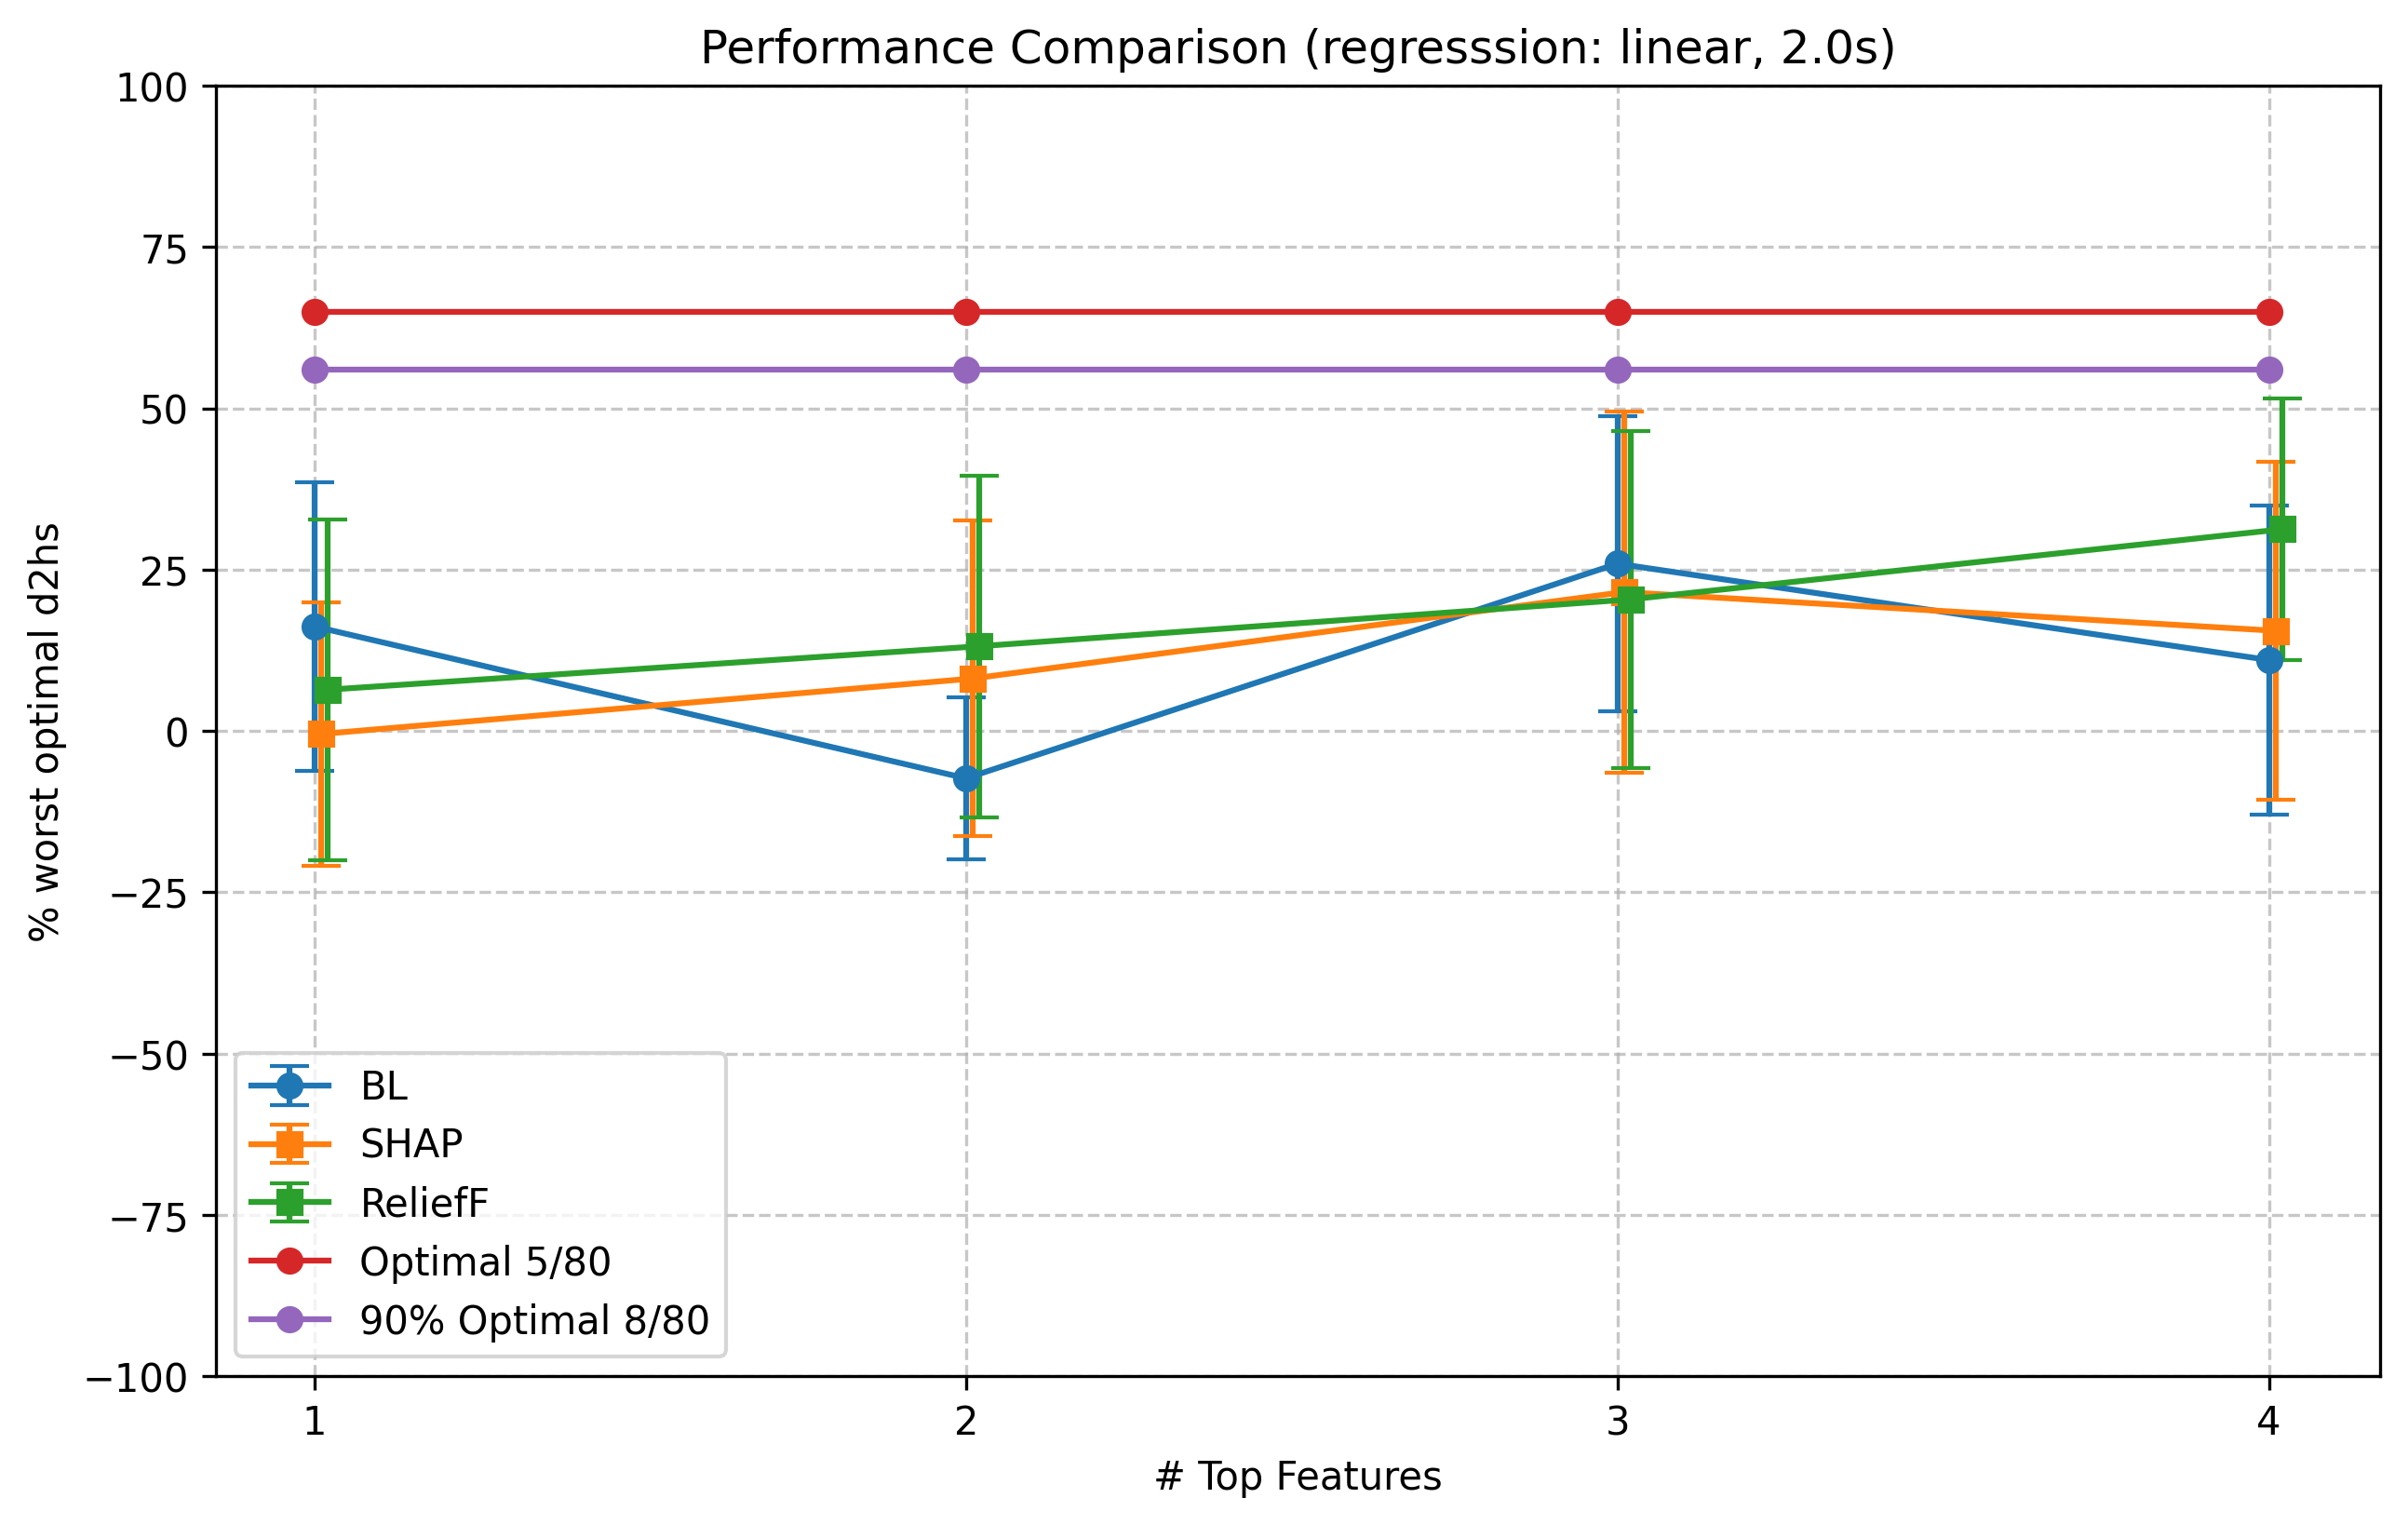 Performance Comparison (regresssion: linear, 2.0s)
% worst optimal d2hs
100
75
50
25
0
−25
−50
−75
−100
BL
SHAP
ReliefF
Optimal 5/80
90% Optimal 8/80
1 2 3 4
# Top Features